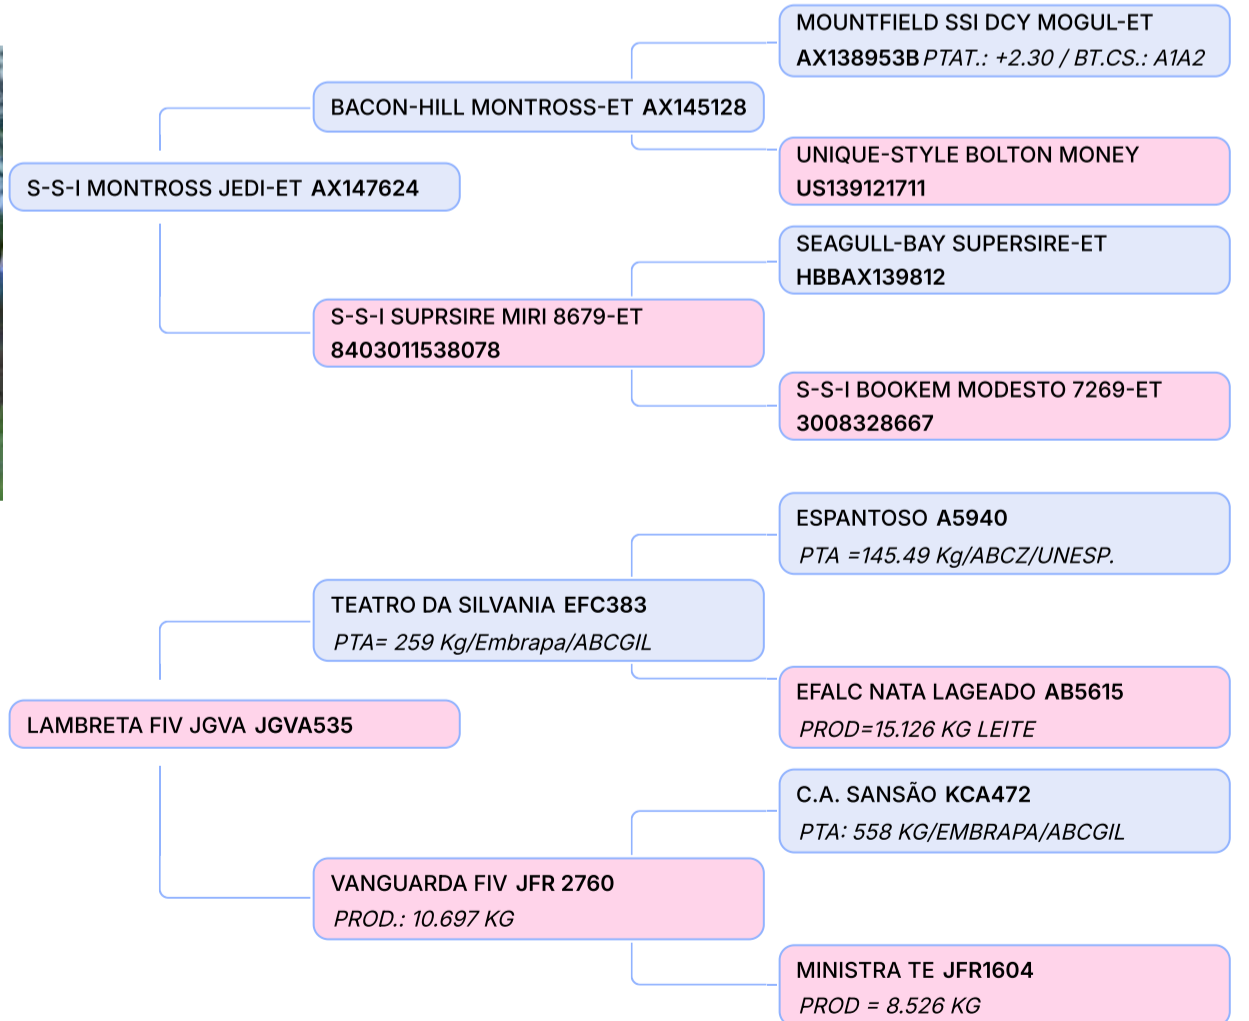 MOUNTFIELD SSI DCY MOGUL-ET
AX138953B PTAT.: +2.30 / BT.CS.: A1A2
BACON-HILL MONTROSS-ET AX145128
UNIQUE-STYLE BOLTON MONEY
US139121711
S-S-I MONTROSS JEDI-ET AX147624
SEAGULL-BAY SUPERSIRE-ET
HBBAX139812
S-S-I SUPRSIRE MIRI 8679-ET
8403011538078
S-S-I BOOKEM MODESTO 7269-ET
3008328667
ESPANTOSO A5940
PTA =145.49 Kg/ABCZ/UNESP.
TEATRO DA SILVANIA EFC383
PTA= 259 Kg/Embrapa/ABCGIL
EFALC NATA LAGEADO AB5615
PROD=15.126 KG LEITE
LAMBRETA FIV JGVA JGVA535
C.A. SANSÃO KCA472
PTA: 558 KG/EMBRAPA/ABCGIL
VANGUARDA FIV JFR 2760
PROD.: 10.697 KG
MINISTRA TE JFR1604
PROD = 8.526 KG